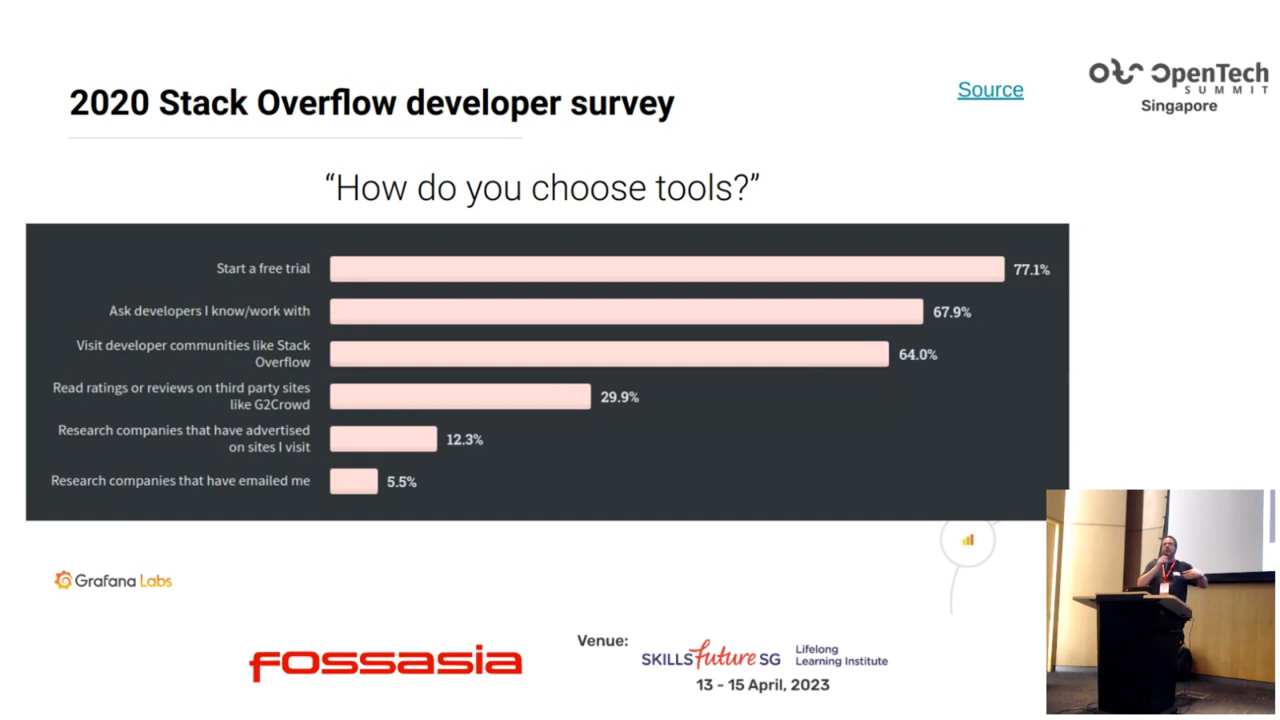 2020 Stack Overflow developer survey
Source
OpenTech
SUMMIT
Singapore
“How do you choose tools?”
Start a free trial
77.1%
Ask developers I know/work with
67.9%
Visit developer communities like Stack
Overflow
64.0%
Read ratings or reviews on third party sites
like G2Crowd
29.9%
Research companies that have advertised
on sites I visit
12.3%
Research companies that have emailed me
5.5%
Grafana Labs
fossasia
Venue:
SKILLSfuture SG
Lifelong
Learning Institute
13 - 15 April, 2023